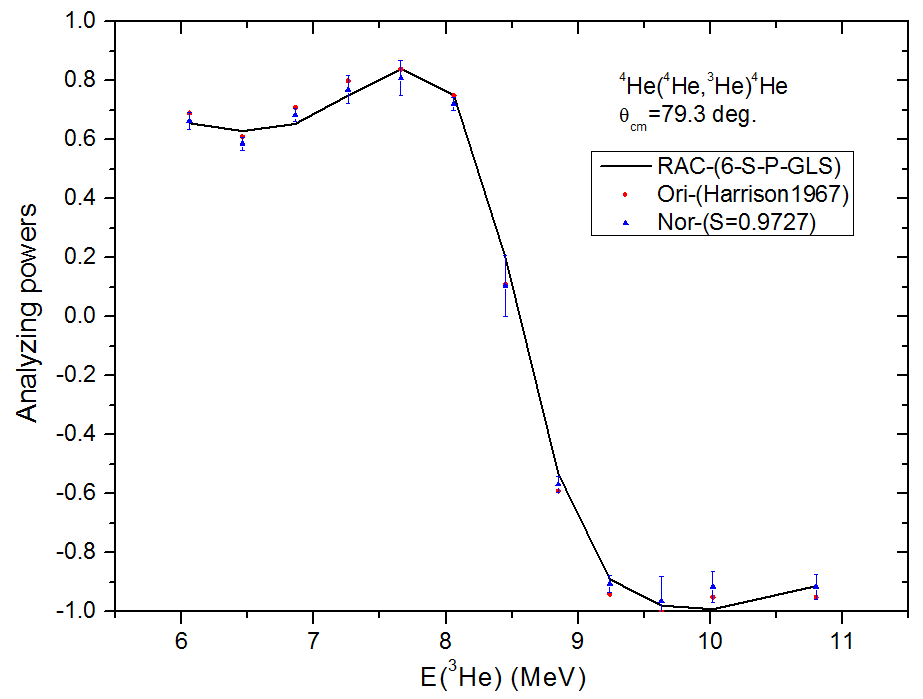 1.0
0.8
0.6
0.4
0.2
0.0
-0.2
-0.4
-0.6
-0.8
-1.0
Analyzing powers
⁴He(⁴He,³He)⁴He
θcm=79.3 deg.
RAC-(6-S-P-GLS)
Ori-(Harrison1967)
Nor-(S=0.9727)
6 7 8 9 10 11
E(³He) (MeV)